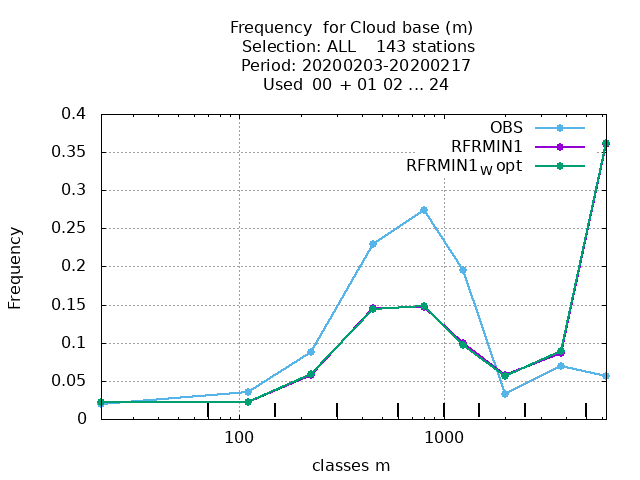 Frequency  for Cloud base (m)
Selection: ALL    143 stations
Period: 20200203-20200217
Used  00 + 01 02 ... 24
0.4
0.35
0.3
0.25
0.2
0.15
0.1
0.05
0
Frequency
OBS
RFRMIN1
RFRMIN1W opt
100
1000
classes m